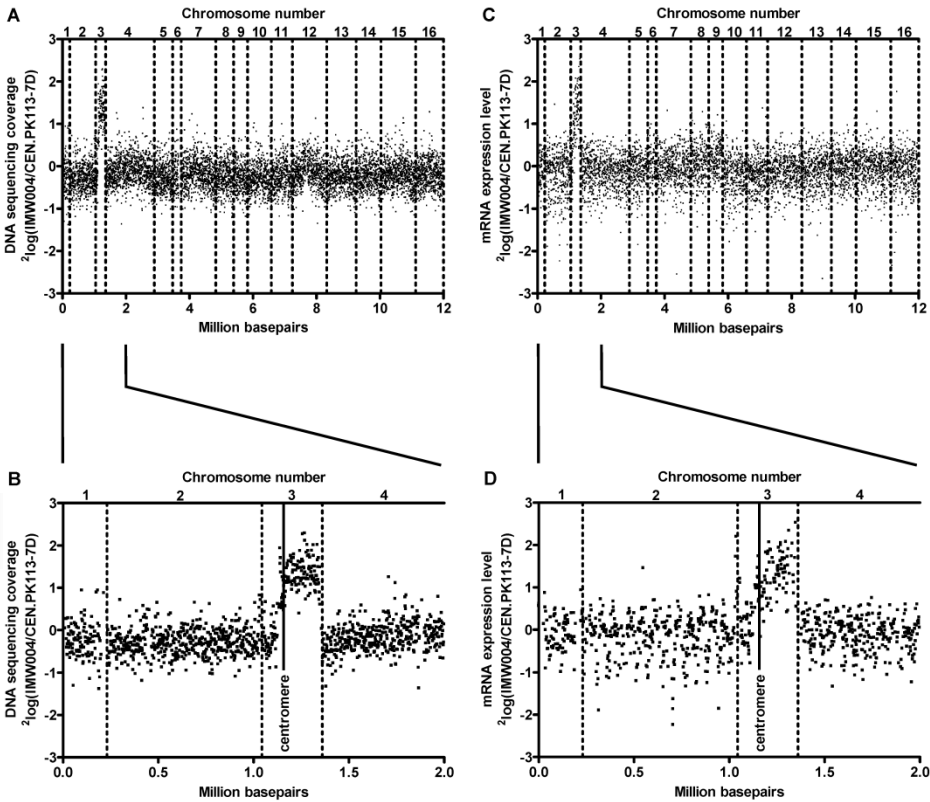 A
Chromosome number
1 2 3 4 5 6 7 8 9 10 11 12 13 14 15 16
DNA sequencing coverage
²log(IMW004/CEN.PK113-7D)
3
2
1
0
-1
-2
-3
0 2 4 6 8 10 12
Million basepairs
C
Chromosome number
1 2 3 4 5 6 7 8 9 10 11 12 13 14 15 16
mRNA expression level
²log(IMW004/CEN.PK113-7D)
3
2
1
0
-1
-2
-3
0 2 4 6 8 10 12
Million basepairs
B
Chromosome number
1 2 3 4
DNA sequencing coverage
²log(IMW004/CEN.PK113-7D)
3
2
1
0
-1
-2
-3
centromere
0.0 0.5 1.0 1.5 2.0
Million basepairs
D
Chromosome number
1 2 3 4
mRNA expression level
²log(IMW004/CEN.PK113-7D)
3
2
1
0
-1
-2
-3
centromere
0.0 0.5 1.0 1.5 2.0
Million basepairs